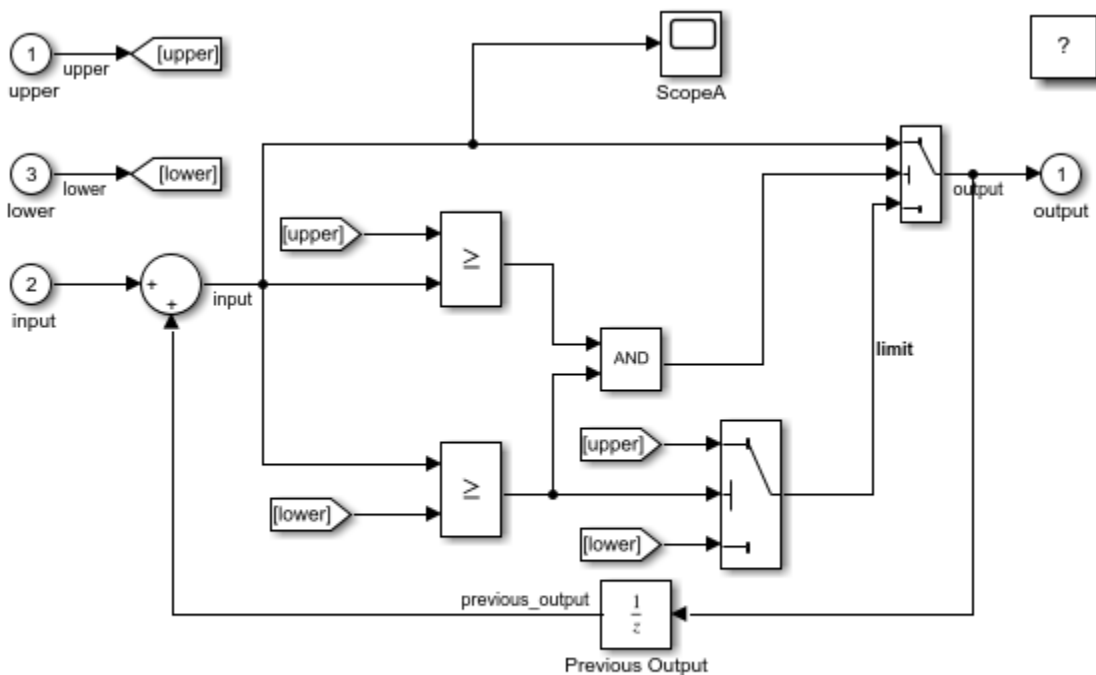 1
upper
upper
[upper]
ScopeA
?
3
lower
lower
[lower]
1
output
output
[upper]
≥
2
input
+
+
input
AND
limit
[upper]
≥
[lower]
[lower]
previous_output
1
z
Previous Output